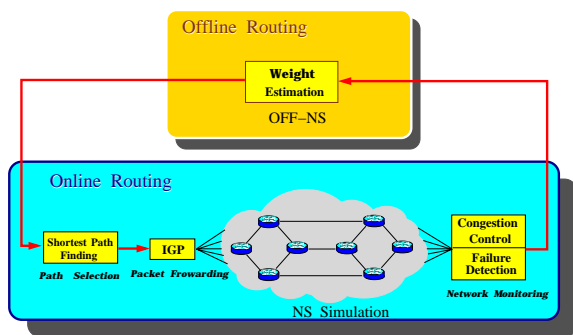 Offline Routing
Weight
Estimation
OFF-NS
Online Routing
Shortest Path
Finding
Path Selection
IGP
Packet Frowarding
NS Simulation
Congestion
Control
Failure
Detection
Network Monitoring